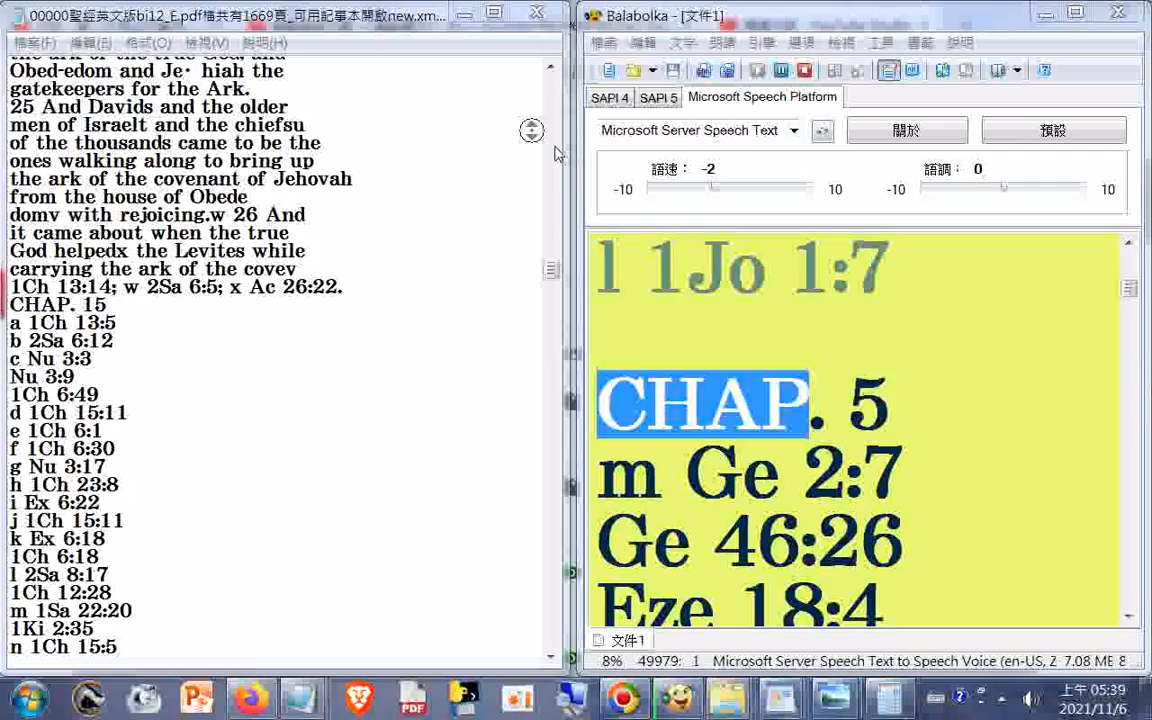 00000聖經英文版bi12_E.pdf檔共有1669頁_可用記事本開啟new.xm...
檔案(F) 編輯(E) 格式(O) 檢視(V) 說明(H)
the ark of the true God, and
Obed-edom and Je· hiah the
gatekeepers for the Ark.
25 And Davids and the older
men of Israelt and the chiefsu
of the thousands came to be the
ones walking along to bring up
the ark of the covenant of Jehovah
from the house of Obede
domv with rejoicing.w 26 And
it came about when the true
God helpedx the Levites while
carrying the ark of the covev
1Ch 13:14; w 2Sa 6:5; x Ac 26:22.
CHAP. 15
a 1Ch 13:5
b 2Sa 6:12
c Nu 3:3
Nu 3:9
1Ch 6:49
d 1Ch 15:11
e 1Ch 6:1
f 1Ch 6:30
g Nu 3:17
h 1Ch 23:8
i Ex 6:22
j 1Ch 15:11
k Ex 6:18
1Ch 6:18
l 2Sa 8:17
1Ch 12:28
m 1Sa 22:20
1Ki 2:35
n 1Ch 15:5
Balabolka - [文件1]
檔案 編輯 文字 朗讀 引擎 選項 檢視 工具 書籤 說明
SAPI 4 SAPI 5 Microsoft Speech Platform
Microsoft Server Speech Text 關於 預設
語速: -2 語調: 0
-10 10 -10 10
l 1Jo 1:7
CHAP. 5
m Ge 2:7
Ge 46:26
Eze 18:4
文件1
8% 49979: 1 Microsoft Server Speech Text to Speech Voice (en-US, Z 7.08 MB 8
PDF
上午 05:39
2021/11/6